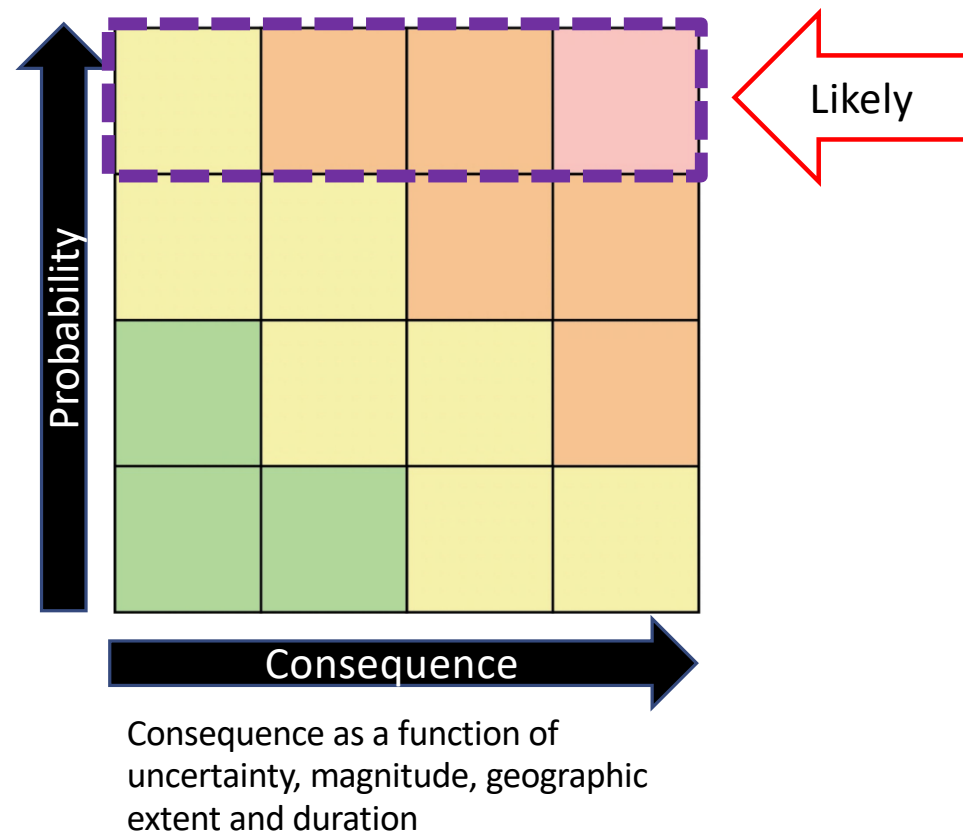 Likely
Probability
Consequence
Consequence as a function of
uncertainty, magnitude, geographic
extent and duration